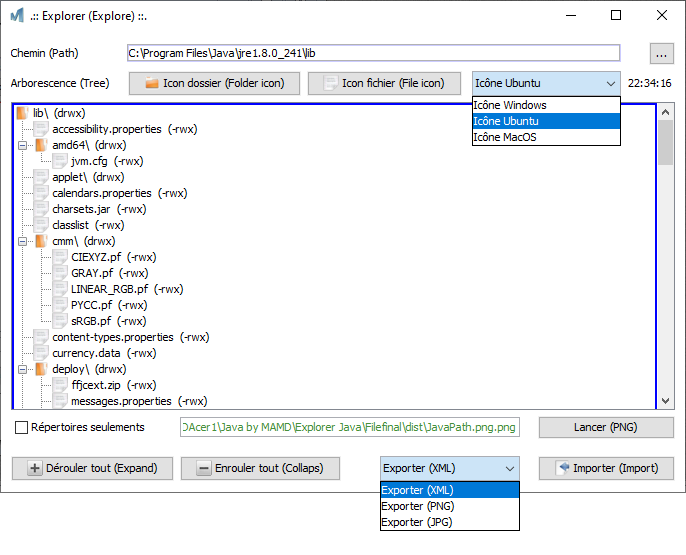 .:: Explorer (Explore) ::.
Chemin (Path) C:\Program Files\Java\jre1.8.0_241\lib ...
Arborescence (Tree) Icon dossier (Folder icon) Icon fichier (File icon) Icône Ubuntu 22:34:16
Icône Windows
Icône Ubuntu
Icône MacOS
lib\ (drwx)
accessibility.properties (-rwx)
amd64\ (drwx)
jvm.cfg (-rwx)
applet\ (drwx)
calendars.properties (-rwx)
charsets.jar (-rwx)
classlist (-rwx)
cmm\ (drwx)
CIEXYZ.pf (-rwx)
GRAY.pf (-rwx)
LINEAR_RGB.pf (-rwx)
PYCC.pf (-rwx)
sRGB.pf (-rwx)
content-types.properties (-rwx)
currency.data (-rwx)
deploy\ (drwx)
ffjcext.zip (-rwx)
messages.properties (-rwx)
Répertoires seulements OAcer1\Java by MAMD\Explorer Java\Filefinal\dist\JavaPath.png.png Lancer (PNG)
Dérouler tout (Expand) Enrouler tout (Collaps) Exporter (XML) Importer (Import)
Exporter (XML)
Exporter (PNG)
Exporter (JPG)